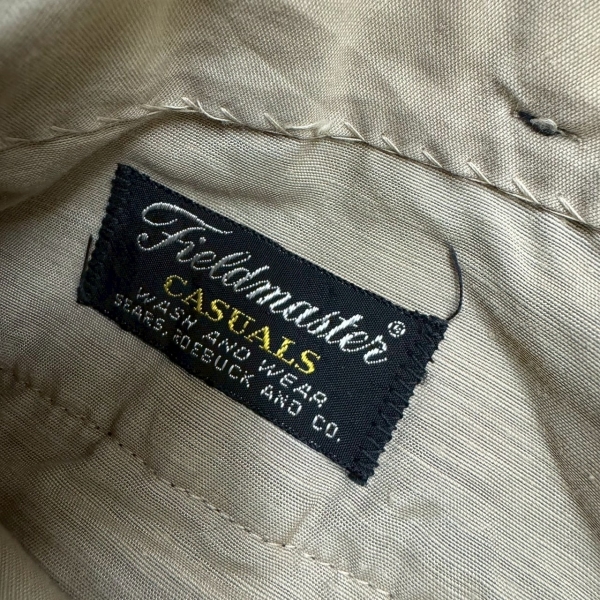 Fieldmaster®
CASUALS
WASH AND WEAR
SEARS, ROEBUCK AND CO.